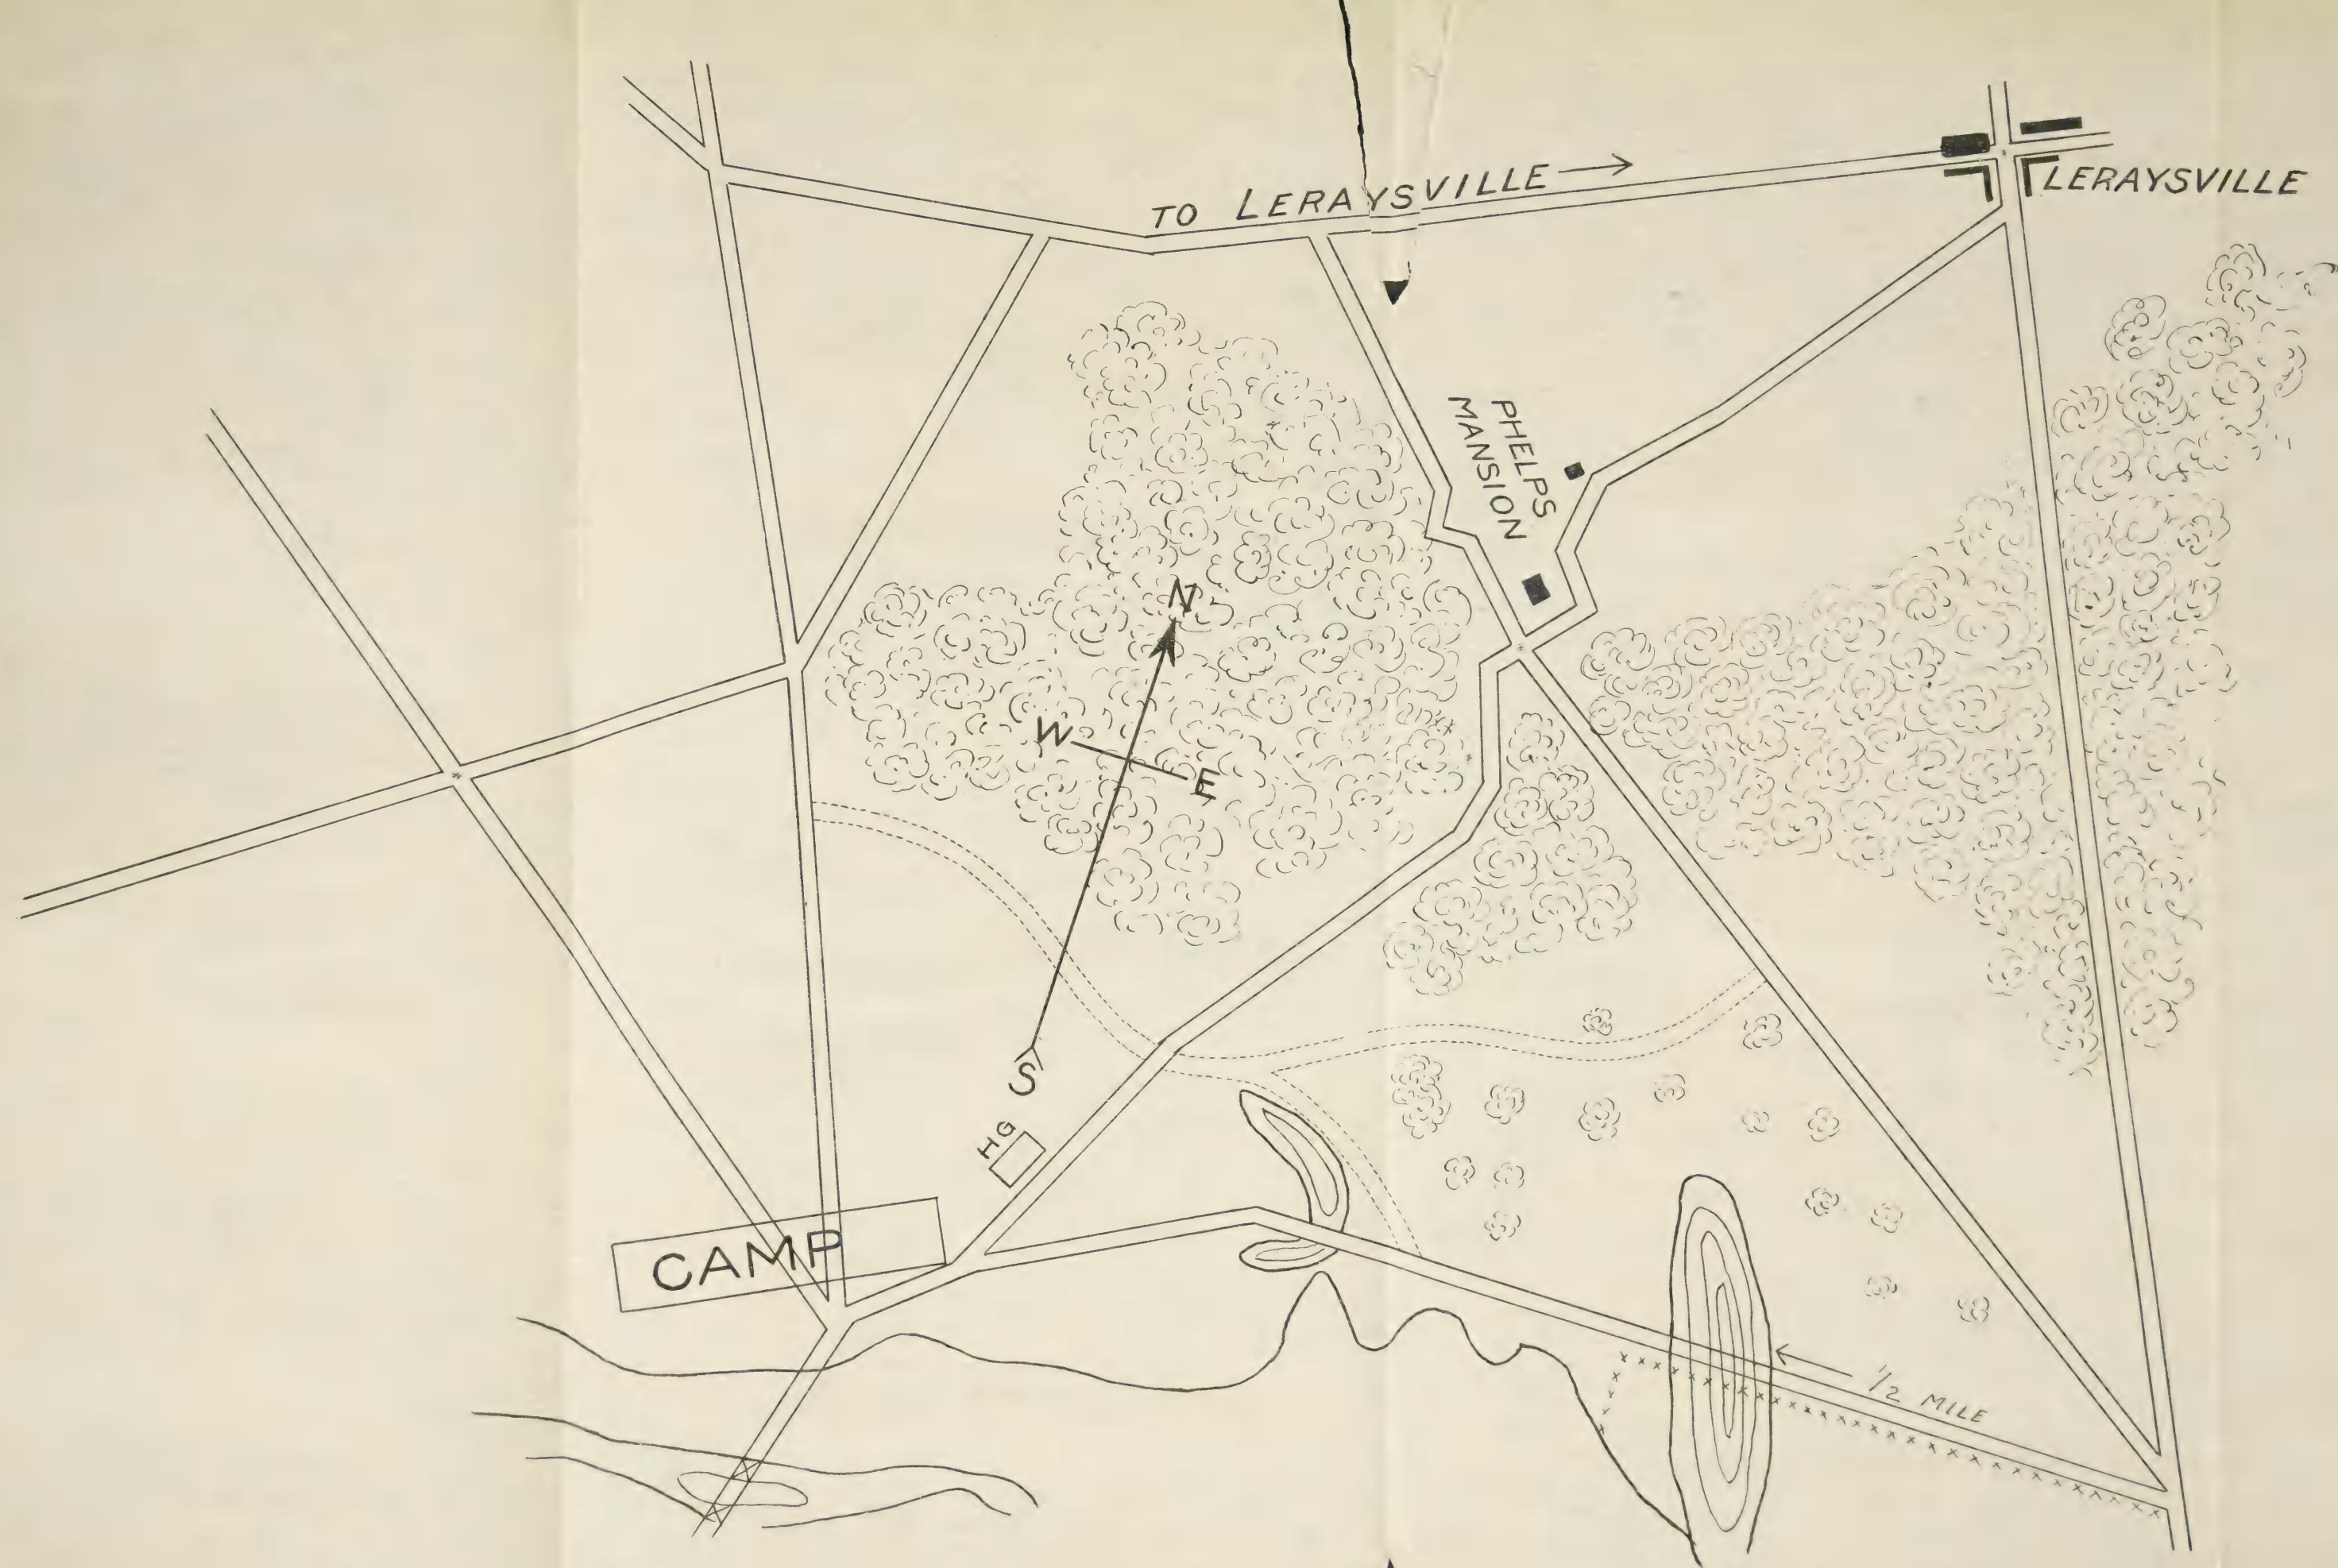 TO LERAYSVILLE
LERAYSVILLE
PHELPS
MANSION
N
W
E
S
HG
CAMP
1/2 MILE